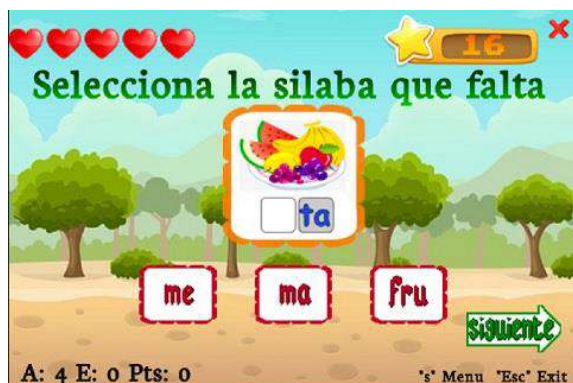 16
Selecciona la silaba que falta
ta
me ma fru
siguiente
A: 4 E: 0 Pts: 0
"s" Menu "Esc" Exit